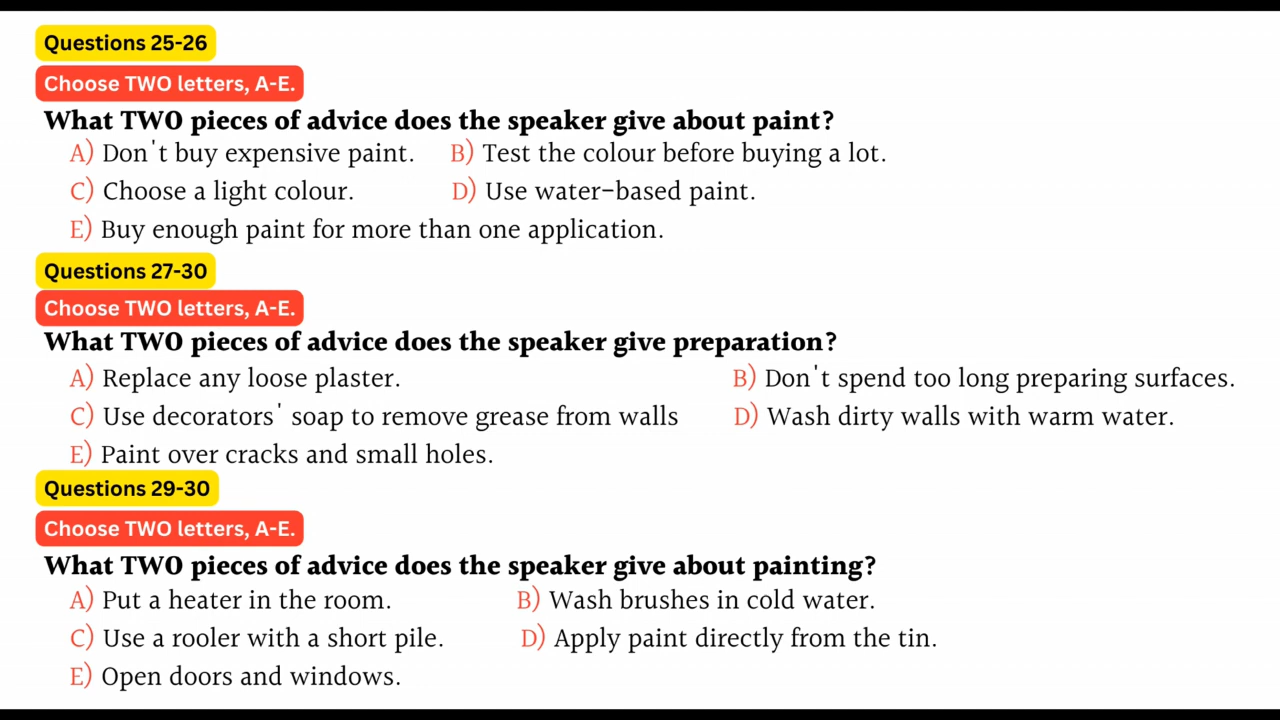 Questions 25-26
Choose TWO letters, A-E.
What TWO pieces of advice does the speaker give about paint?
A) Don't buy expensive paint. B) Test the colour before buying a lot.
C) Choose a light colour. D) Use water-based paint.
E) Buy enough paint for more than one application.
Questions 27-30
Choose TWO letters, A-E.
What TWO pieces of advice does the speaker give preparation?
A) Replace any loose plaster. B) Don't spend too long preparing surfaces.
C) Use decorators' soap to remove grease from walls D) Wash dirty walls with warm water.
E) Paint over cracks and small holes.
Questions 29-30
Choose TWO letters, A-E.
What TWO pieces of advice does the speaker give about painting?
A) Put a heater in the room. B) Wash brushes in cold water.
C) Use a rooler with a short pile. D) Apply paint directly from the tin.
E) Open doors and windows.